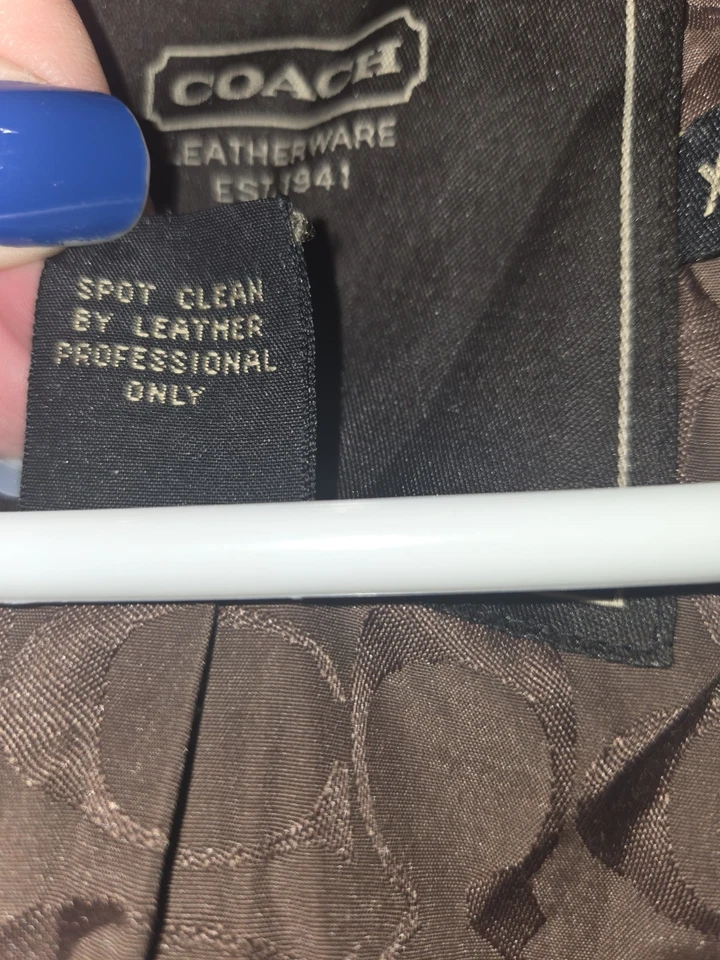 COACH
LEATHERWARE
EST. 1941
SPOT CLEAN
BY LEATHER
PROFESSIONAL
ONLY